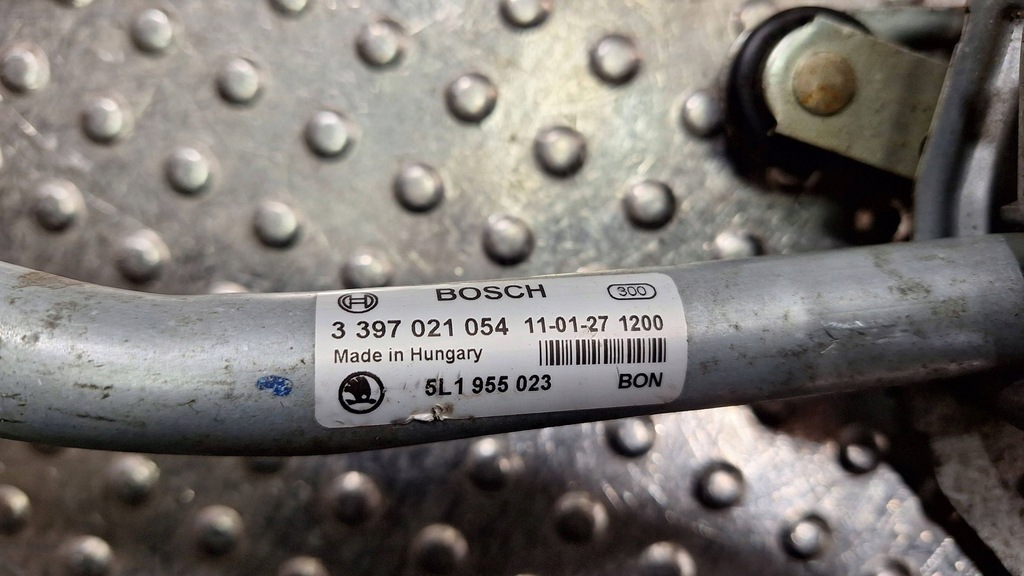 BOSCH 300
3 397 021 054 11-01-27 1200
Made in Hungary
5L1 955 023 BON